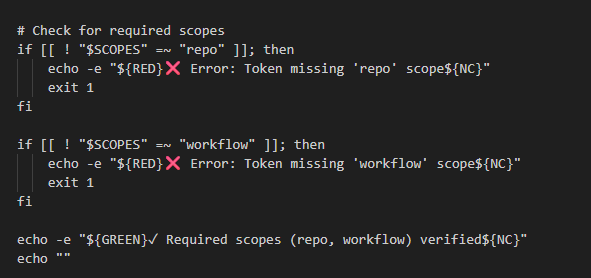 # Check for required scopes
if [[ ! "$SCOPES" =~ "repo" ]]; then
    echo -e "${RED}❌ Error: Token missing 'repo' scope${NC}"
    exit 1
fi

if [[ ! "$SCOPES" =~ "workflow" ]]; then
    echo -e "${RED}❌ Error: Token missing 'workflow' scope${NC}"
    exit 1
fi

echo -e "${GREEN}✓ Required scopes (repo, workflow) verified${NC}"
echo ""